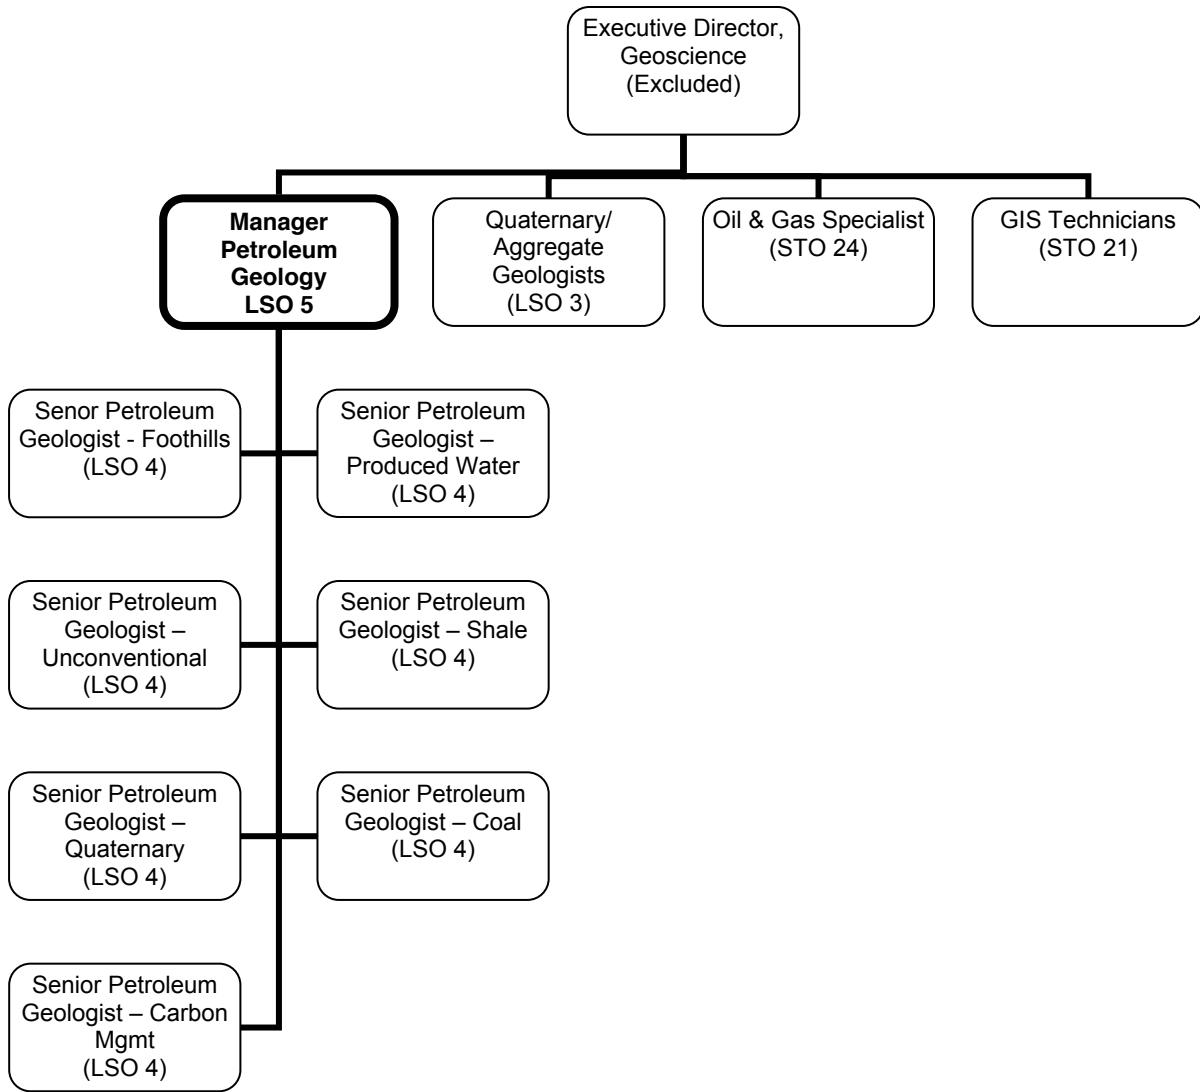 Executive Director,
Geoscience
(Excluded)
Manager
Petroleum
Geology
LSO 5
Quaternary/
Aggregate
Geologists
(LSO 3)
Oil & Gas Specialist
(STO 24)
GIS Technicians
(STO 21)
Senor Petroleum
Geologist - Foothills
(LSO 4)
Senior Petroleum
Geologist –
Produced Water
(LSO 4)
Senior Petroleum
Geologist –
Unconventional
(LSO 4)
Senior Petroleum
Geologist – Shale
(LSO 4)
Senior Petroleum
Geologist –
Quaternary
(LSO 4)
Senior Petroleum
Geologist – Coal
(LSO 4)
Senior Petroleum
Geologist – Carbon
Mgmt
(LSO 4)